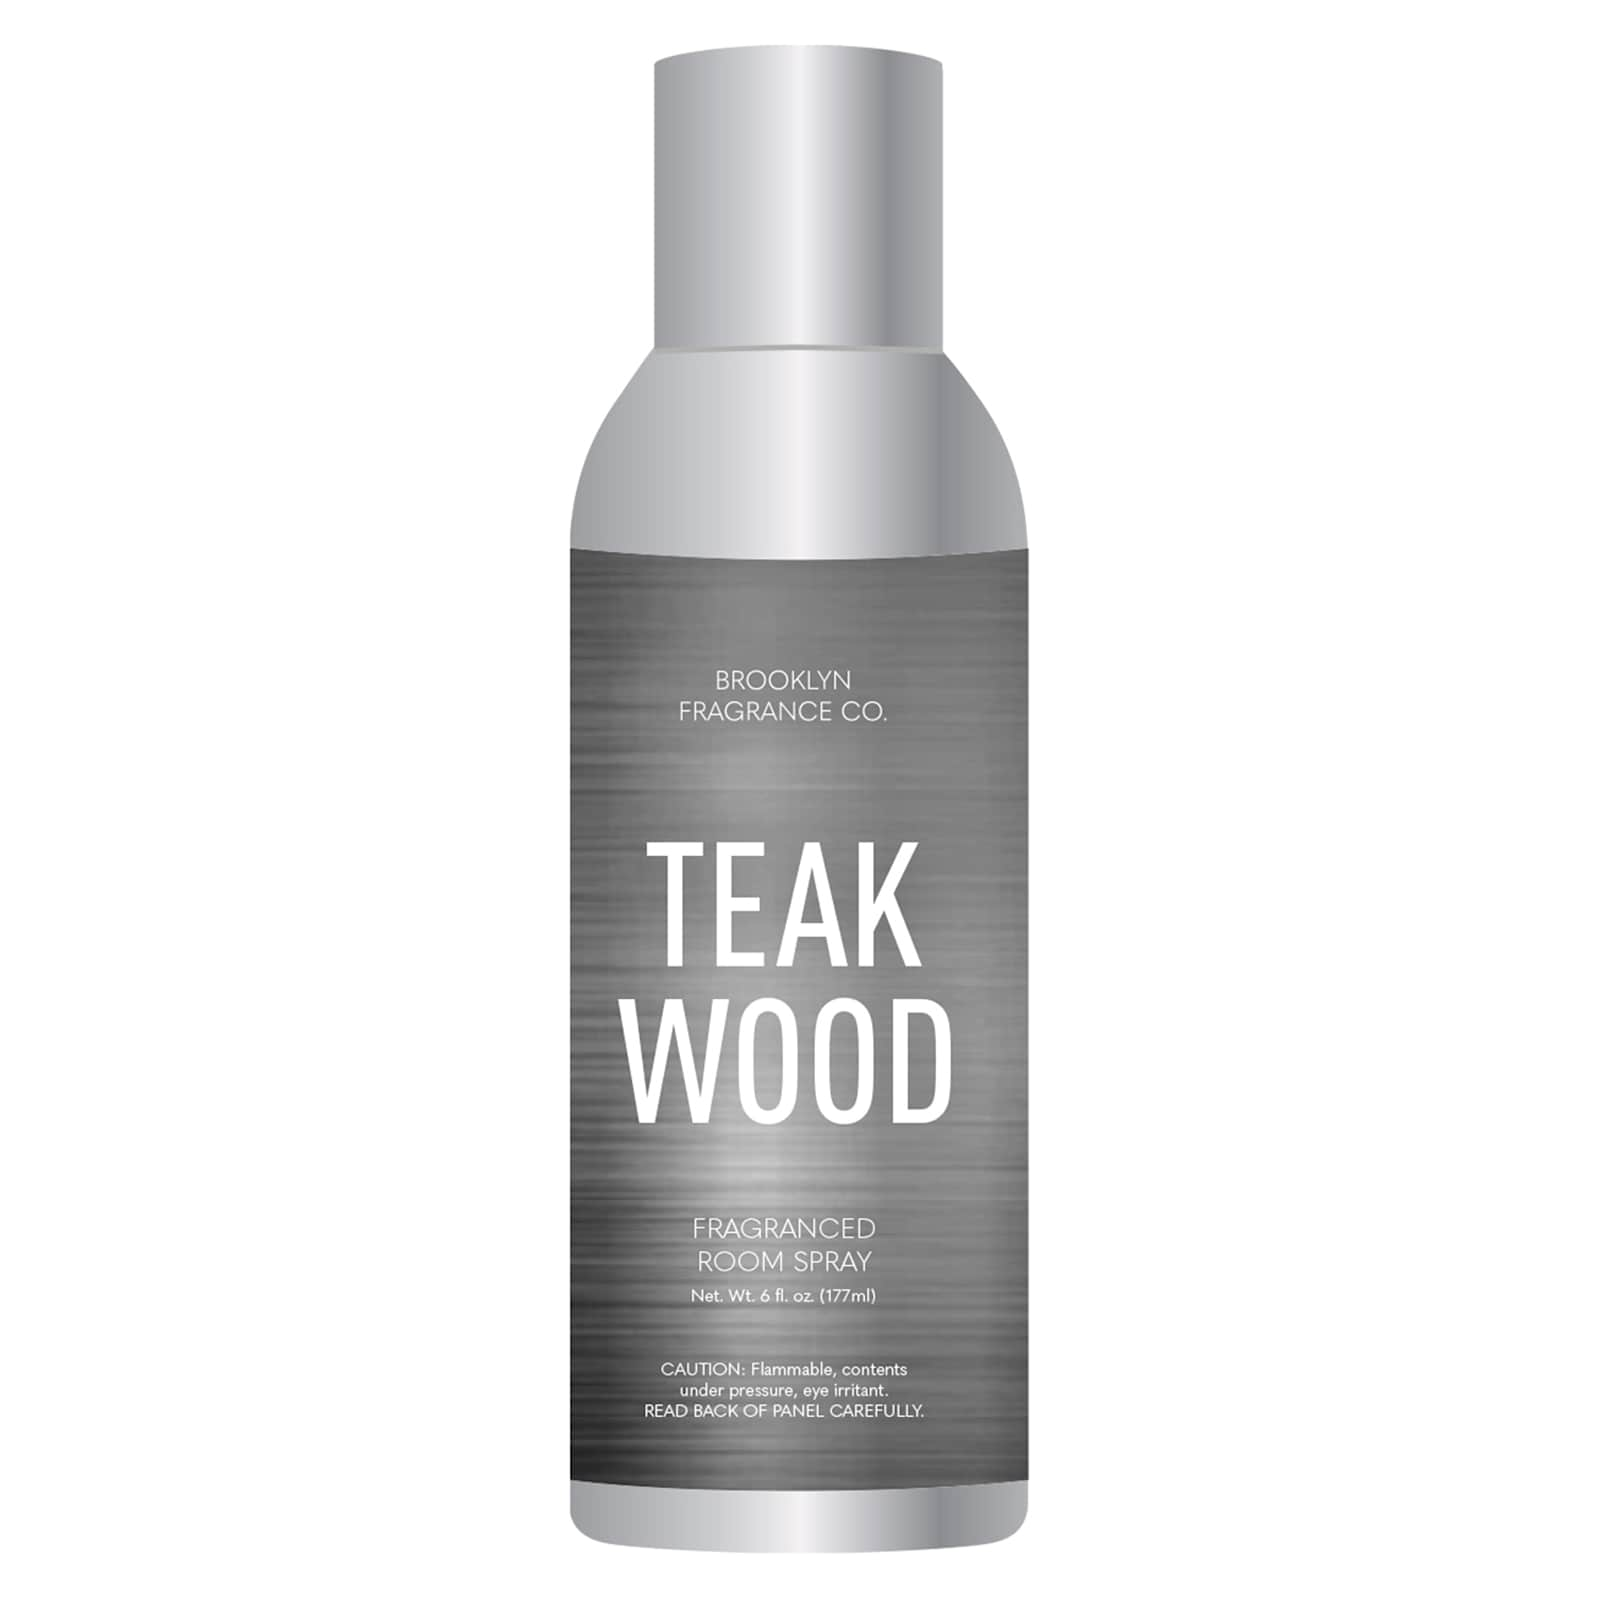 BROOKLYN
FRAGRANCE CO.
TEAK
WOOD
FRAGRANCED
ROOM SPRAY
Net. Wt. 6 fl. oz. (177ml)
CAUTION: Flammable, contents
under pressure, eye irritant.
READ BACK OF PANEL CAREFULLY.